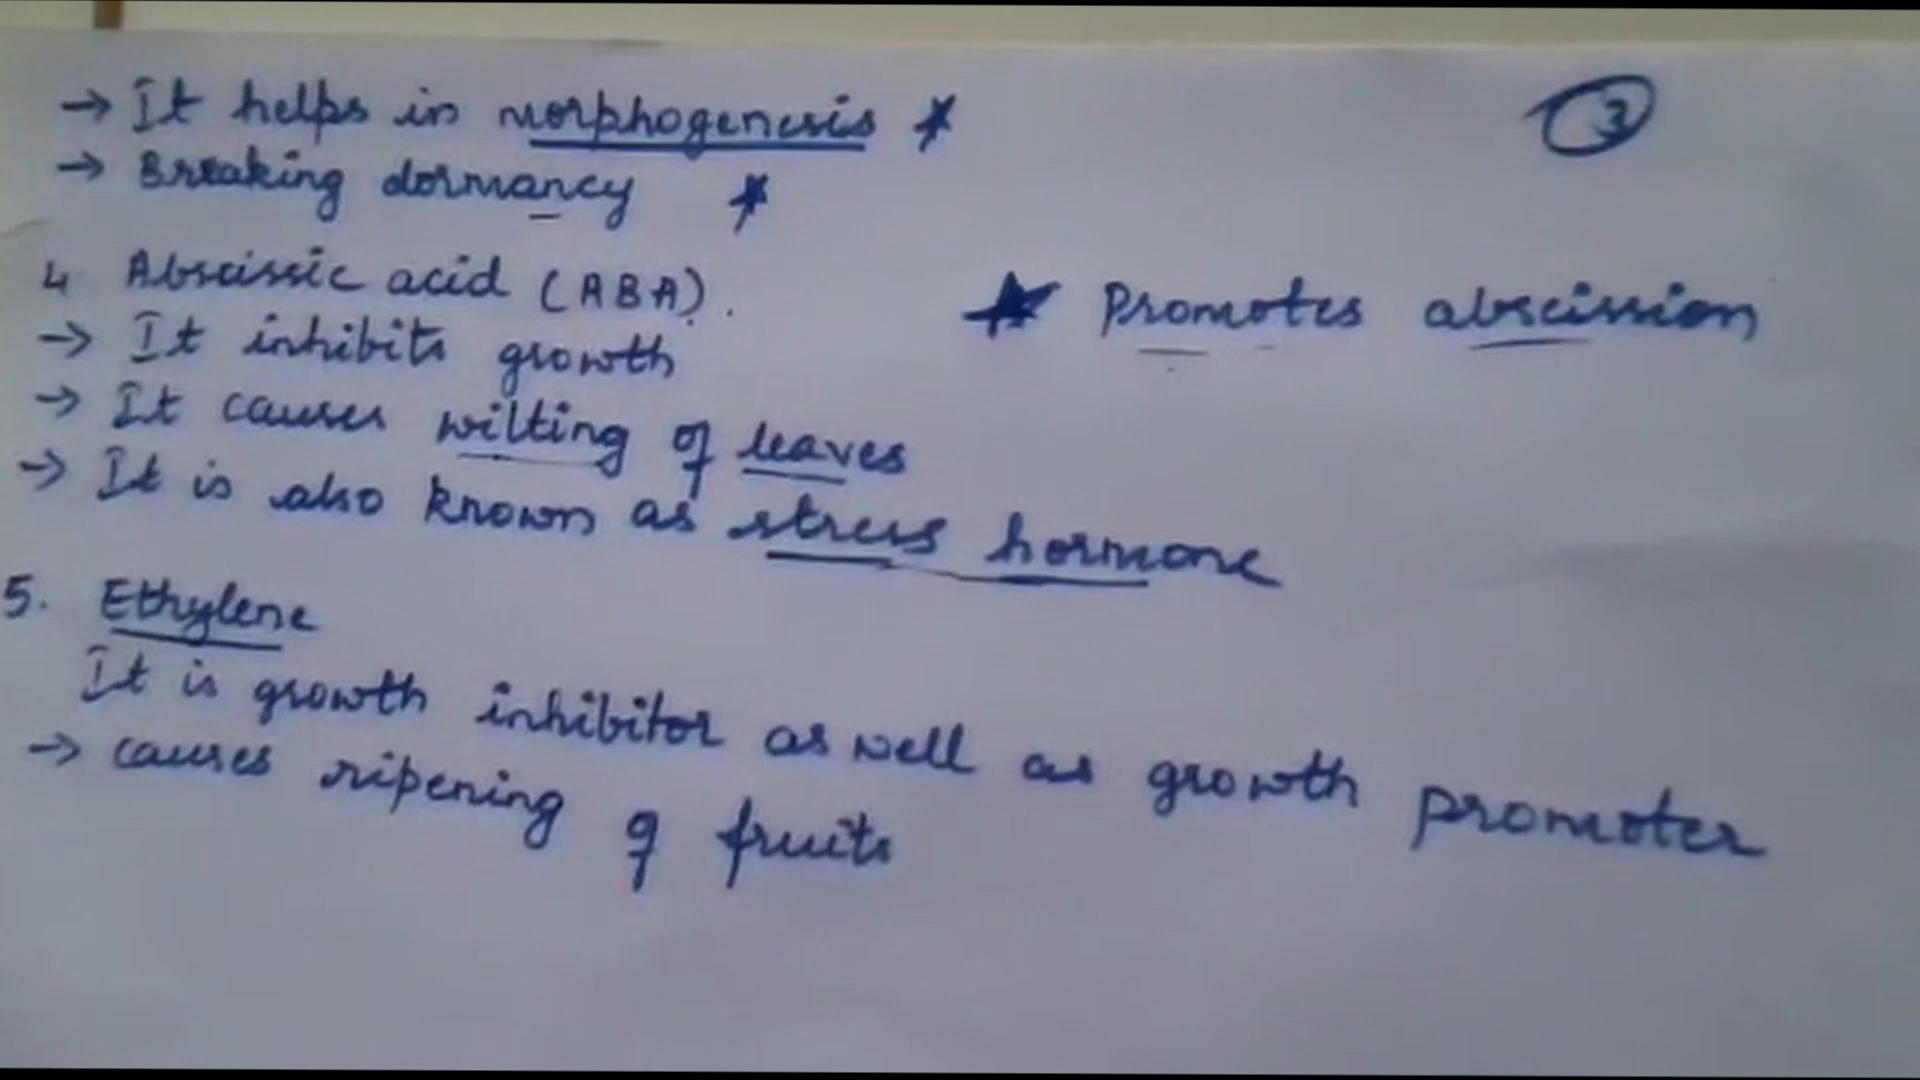 → It helps in morphogenesis ★
3
→ Breaking dormancy ★
4 Abscissic acid (ABA).
★ Promotes abscission
→ It inhibits growth
→ It causes wilting of leaves
→ It is also known as stress hormone
5. Ethylene
It is growth inhibitor as well as growth promoter
→ causes ripening of fruits